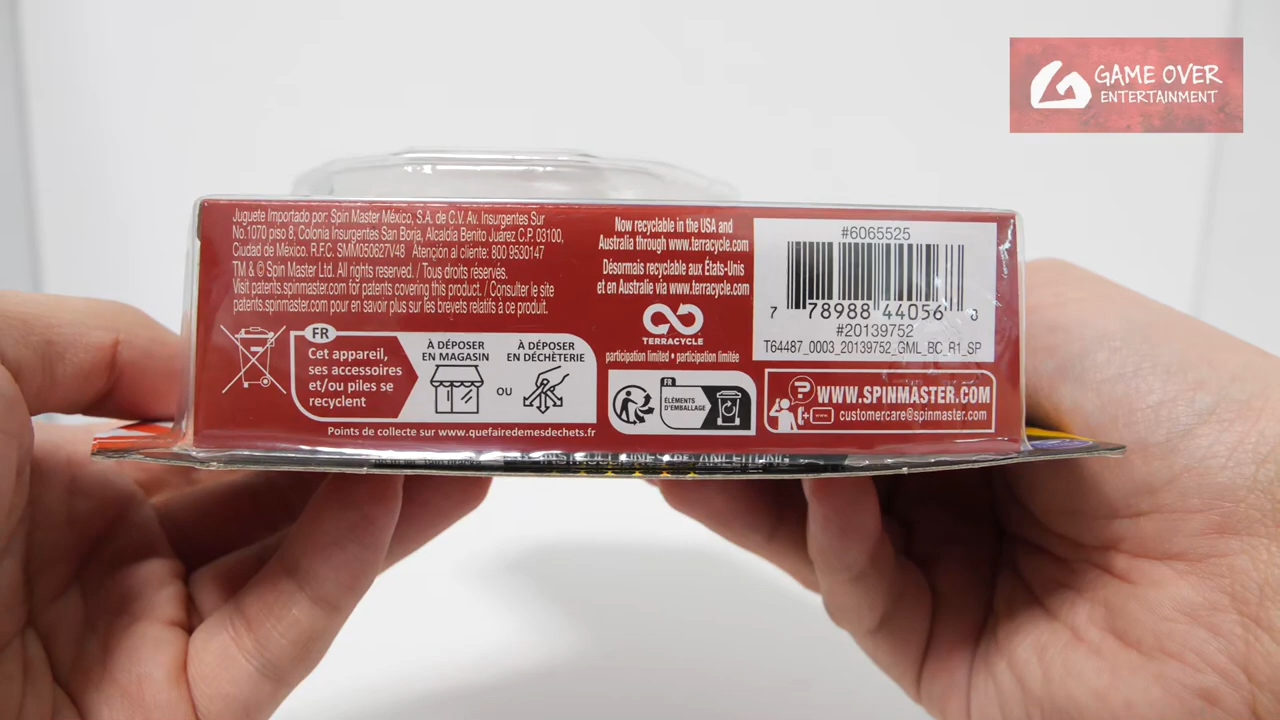 GAME OVER
ENTERTAINMENT
Juguete Importado por: Spin Master México, S.A. de C.V. Av. Insurgentes Sur
No.1070 piso 8, Colonia Insurgentes San Borja, Alcaldía Benito Juárez C.P. 03100,
Ciudad de México. R.F.C. SMM050627V48 Atención al cliente: 800 9530147
TM & © Spin Master Ltd. All rights reserved. / Tous droits réservés.
Visit patents.spinmaster.com for patents covering this product. / Consulter le site
patents.spinmaster.com pour en savoir plus sur les brevets relatifs à ce produit.
FR
Cet appareil,
ses accessoires
et/ou piles se
recyclent
À DÉPOSER
EN MAGASIN
OU
À DÉPOSER
EN DÉCHÈTERIE
Points de collecte sur www.quefairedemesdechets.fr
Now recyclable in the USA and
Australia through www.terracycle.com
Désormais recyclable aux États-Unis
et en Australia via www.terracycle.com
TERRACYCLE
participation limited • participation limitée
FR
ÉLÉMENTS
D'EMBALLAGE
#6065525
7 78988 44056 8
#20139752
T64487_0003_20139752_GML_BC_R1_SP
?
WWW.SPINMASTER.COM
customercare@spinmaster.com